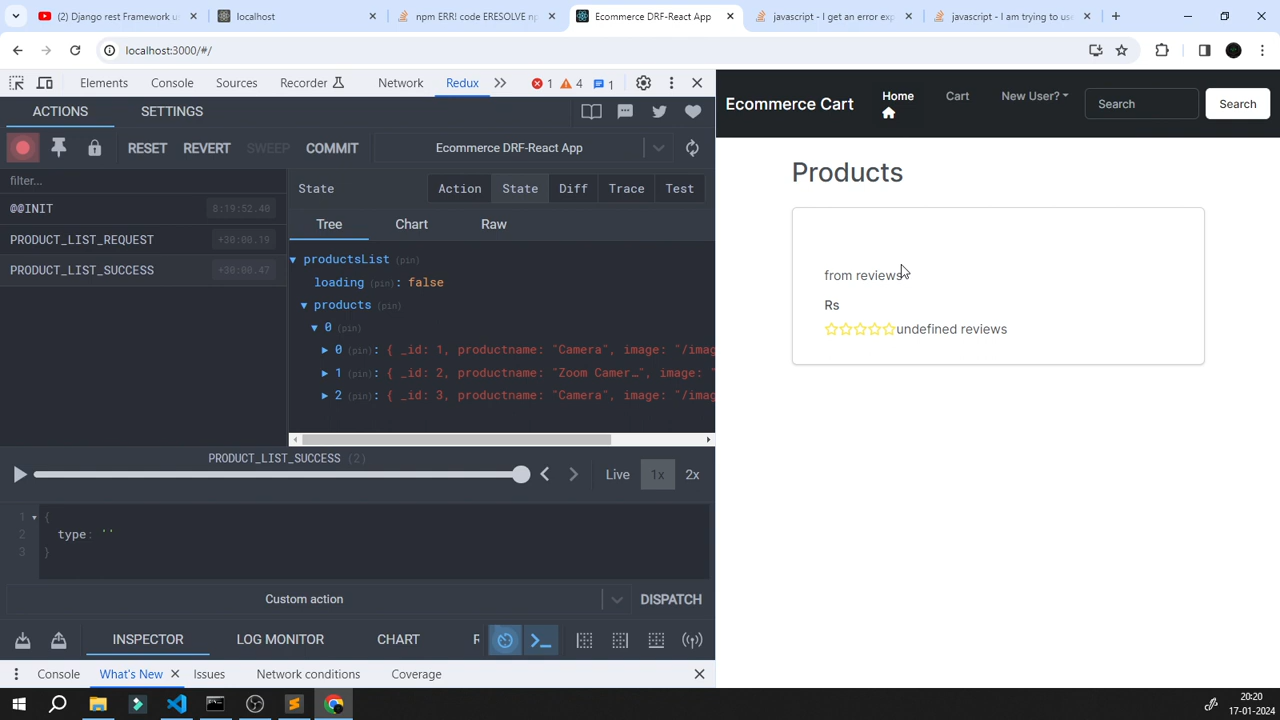 (2) Django rest Framework u
localhost
npm ERR! code ERESOLVE np
Ecommerce DRF-React App
javascript - I get an error exp
javascript - I am trying to use
localhost:3000/#/
Elements
Console
Sources
Recorder
Network
Redux
1
4
1
ACTIONS
SETTINGS
RESET
REVERT
SWEEP
COMMIT
Ecommerce DRF-React App
filter...
@@INIT
8:19:52.40
PRODUCT_LIST_REQUEST
+30:00.19
PRODUCT_LIST_SUCCESS
+30:00.47
State
Action
State
Diff
Trace
Test
Tree
Chart
Raw
productsList (pin)
loading (pin): false
products (pin)
0 (pin)
0 (pin): { _id: 1, productname: "Camera", image: "/imag
1 (pin): { _id: 2, productname: "Zoom Camer…", image: "
2 (pin): { _id: 3, productname: "Camera", image: "/imag
PRODUCT_LIST_SUCCESS (2)
Live
1x
2x
1 {
2 type: ''
3 }
Custom action
DISPATCH
INSPECTOR
LOG MONITOR
CHART
R
Console
What's New
Issues
Network conditions
Coverage
Ecommerce Cart
Home
Cart
New User?
Search
Search
Products
from reviews
Rs
undefined reviews
20:20
17-01-2024